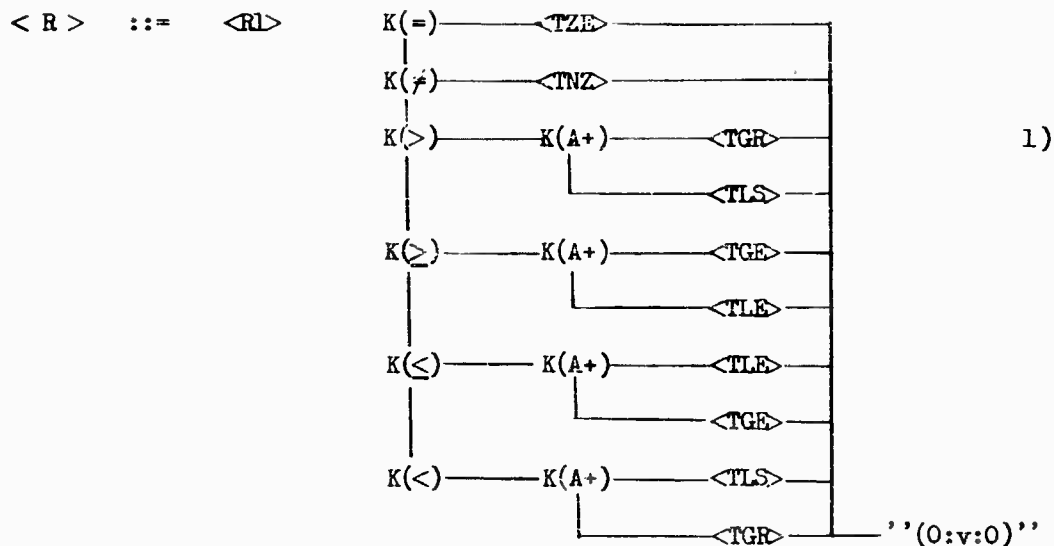 < R > ::= <R1> K(=) <TZE>
K(≠) <TNZ>
K(>) K(A+) <TGR> 1)
<TLS>
K(≥) K(A+) <TGE>
<TLE>
K(≤) K(A+) <TLE>
<TGE>
K(<) K(A+) <TLS>
<TGR> ''(0:v:0)''